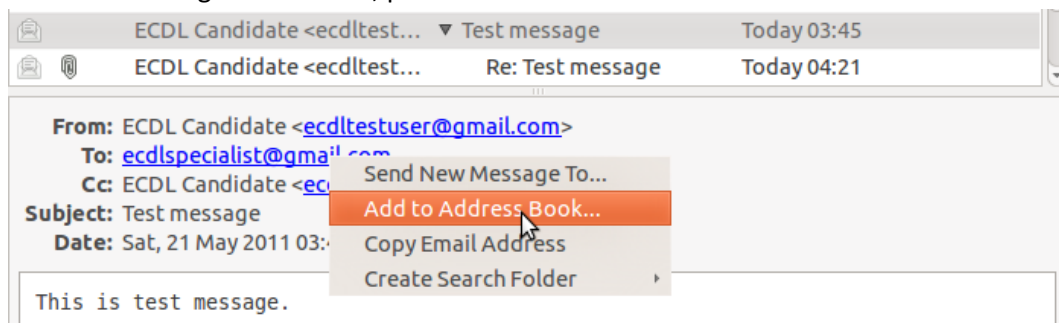 ECDL Candidate <ecdltest... ▼ Test message Today 03:45
ECDL Candidate <ecdltest... Re: Test message Today 04:21
From: ECDL Candidate <ecdltestuser@gmail.com>
To: ecdlspecialist@gmail.com
Cc: ECDL Candidate <ec
Subject: Test message
Date: Sat, 21 May 2011 03:
Send New Message To...
Add to Address Book...
Copy Email Address
Create Search Folder
This is test message.